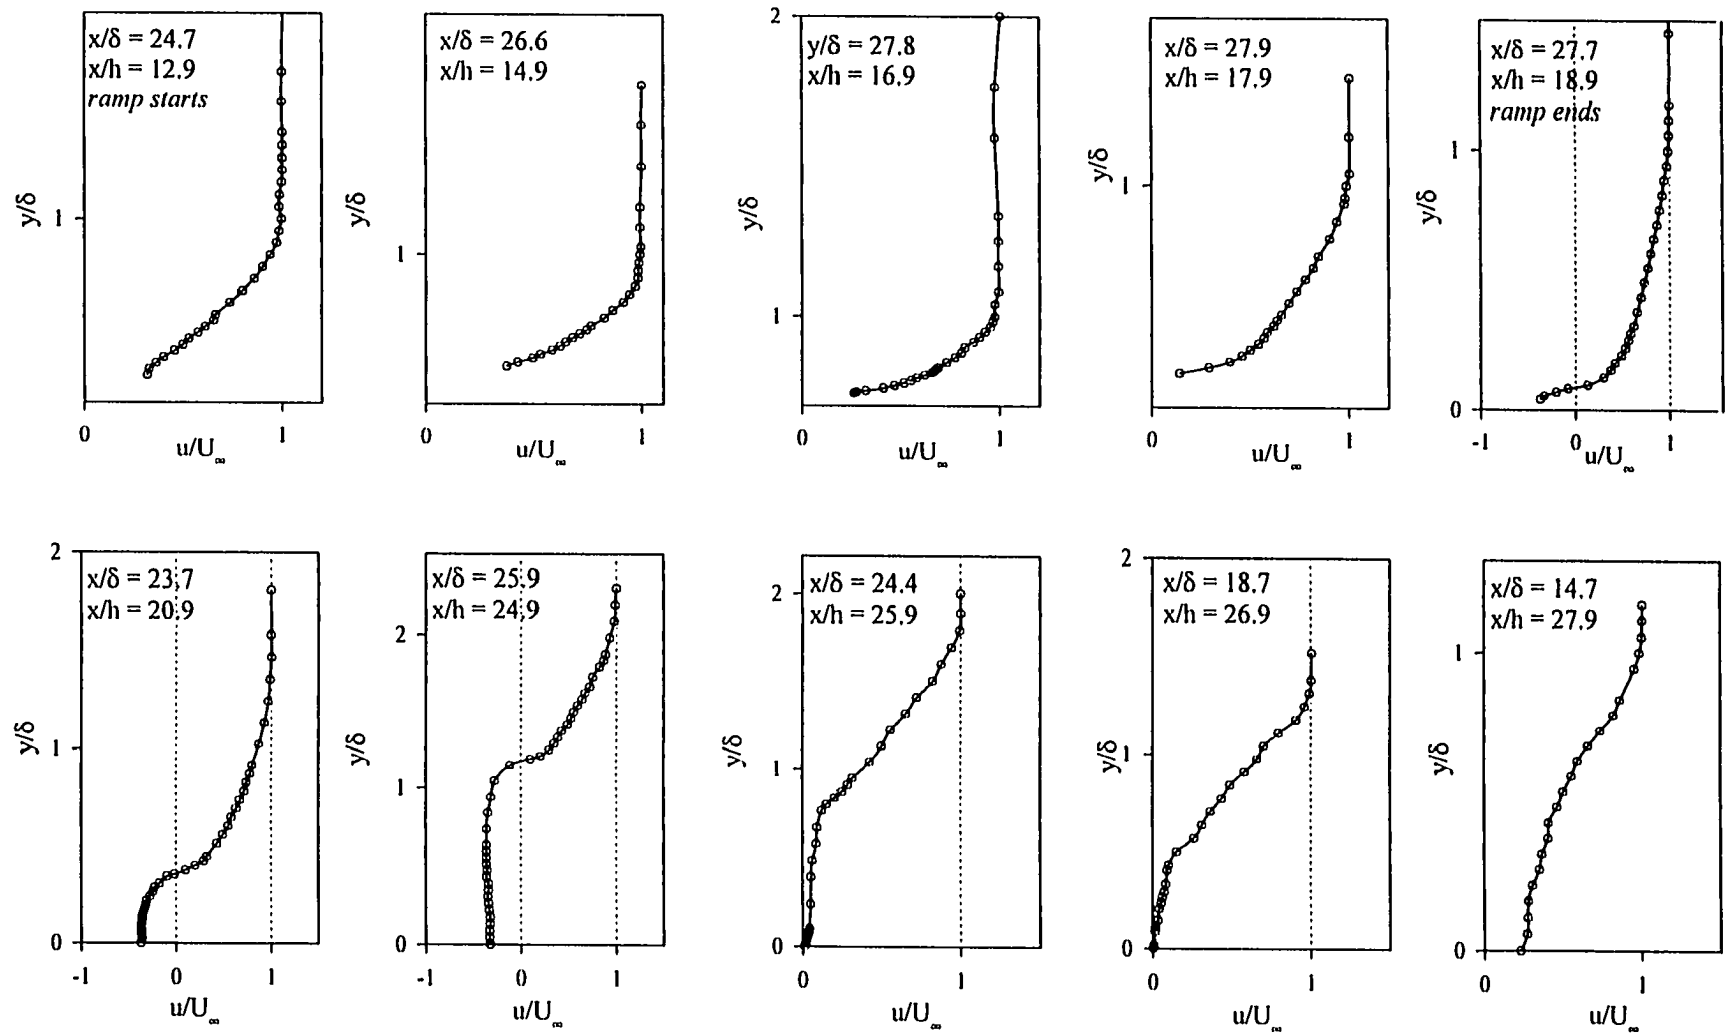 x/δ = 24.7
x/h = 12.9
ramp starts
y/δ
1
0
1
u/U∞
x/δ = 26.6
x/h = 14.9
y/δ
1
0
1
u/U∞
2
y/δ = 27.8
x/h = 16.9
y/δ
1
0
1
u/U∞
x/δ = 27.9
x/h = 17.9
y/δ
1
0
1
u/U∞
x/δ = 27.7
x/h = 18.9
ramp ends
1
y/δ
0
-1
0
1
u/U∞
2
x/δ = 23.7
x/h = 20.9
y/δ
1
0
-1
0
1
u/U∞
x/δ = 25.9
x/h = 24.9
2
y/δ
1
0
-1
0
1
u/U∞
x/δ = 24.4
x/h = 25.9
2
y/δ
1
0
0
1
u/U∞
2
x/δ = 18.7
x/h = 26.9
y/δ
1
0
0
1
u/U∞
x/δ = 14.7
x/h = 27.9
1
y/δ
0
0
1
u/U∞